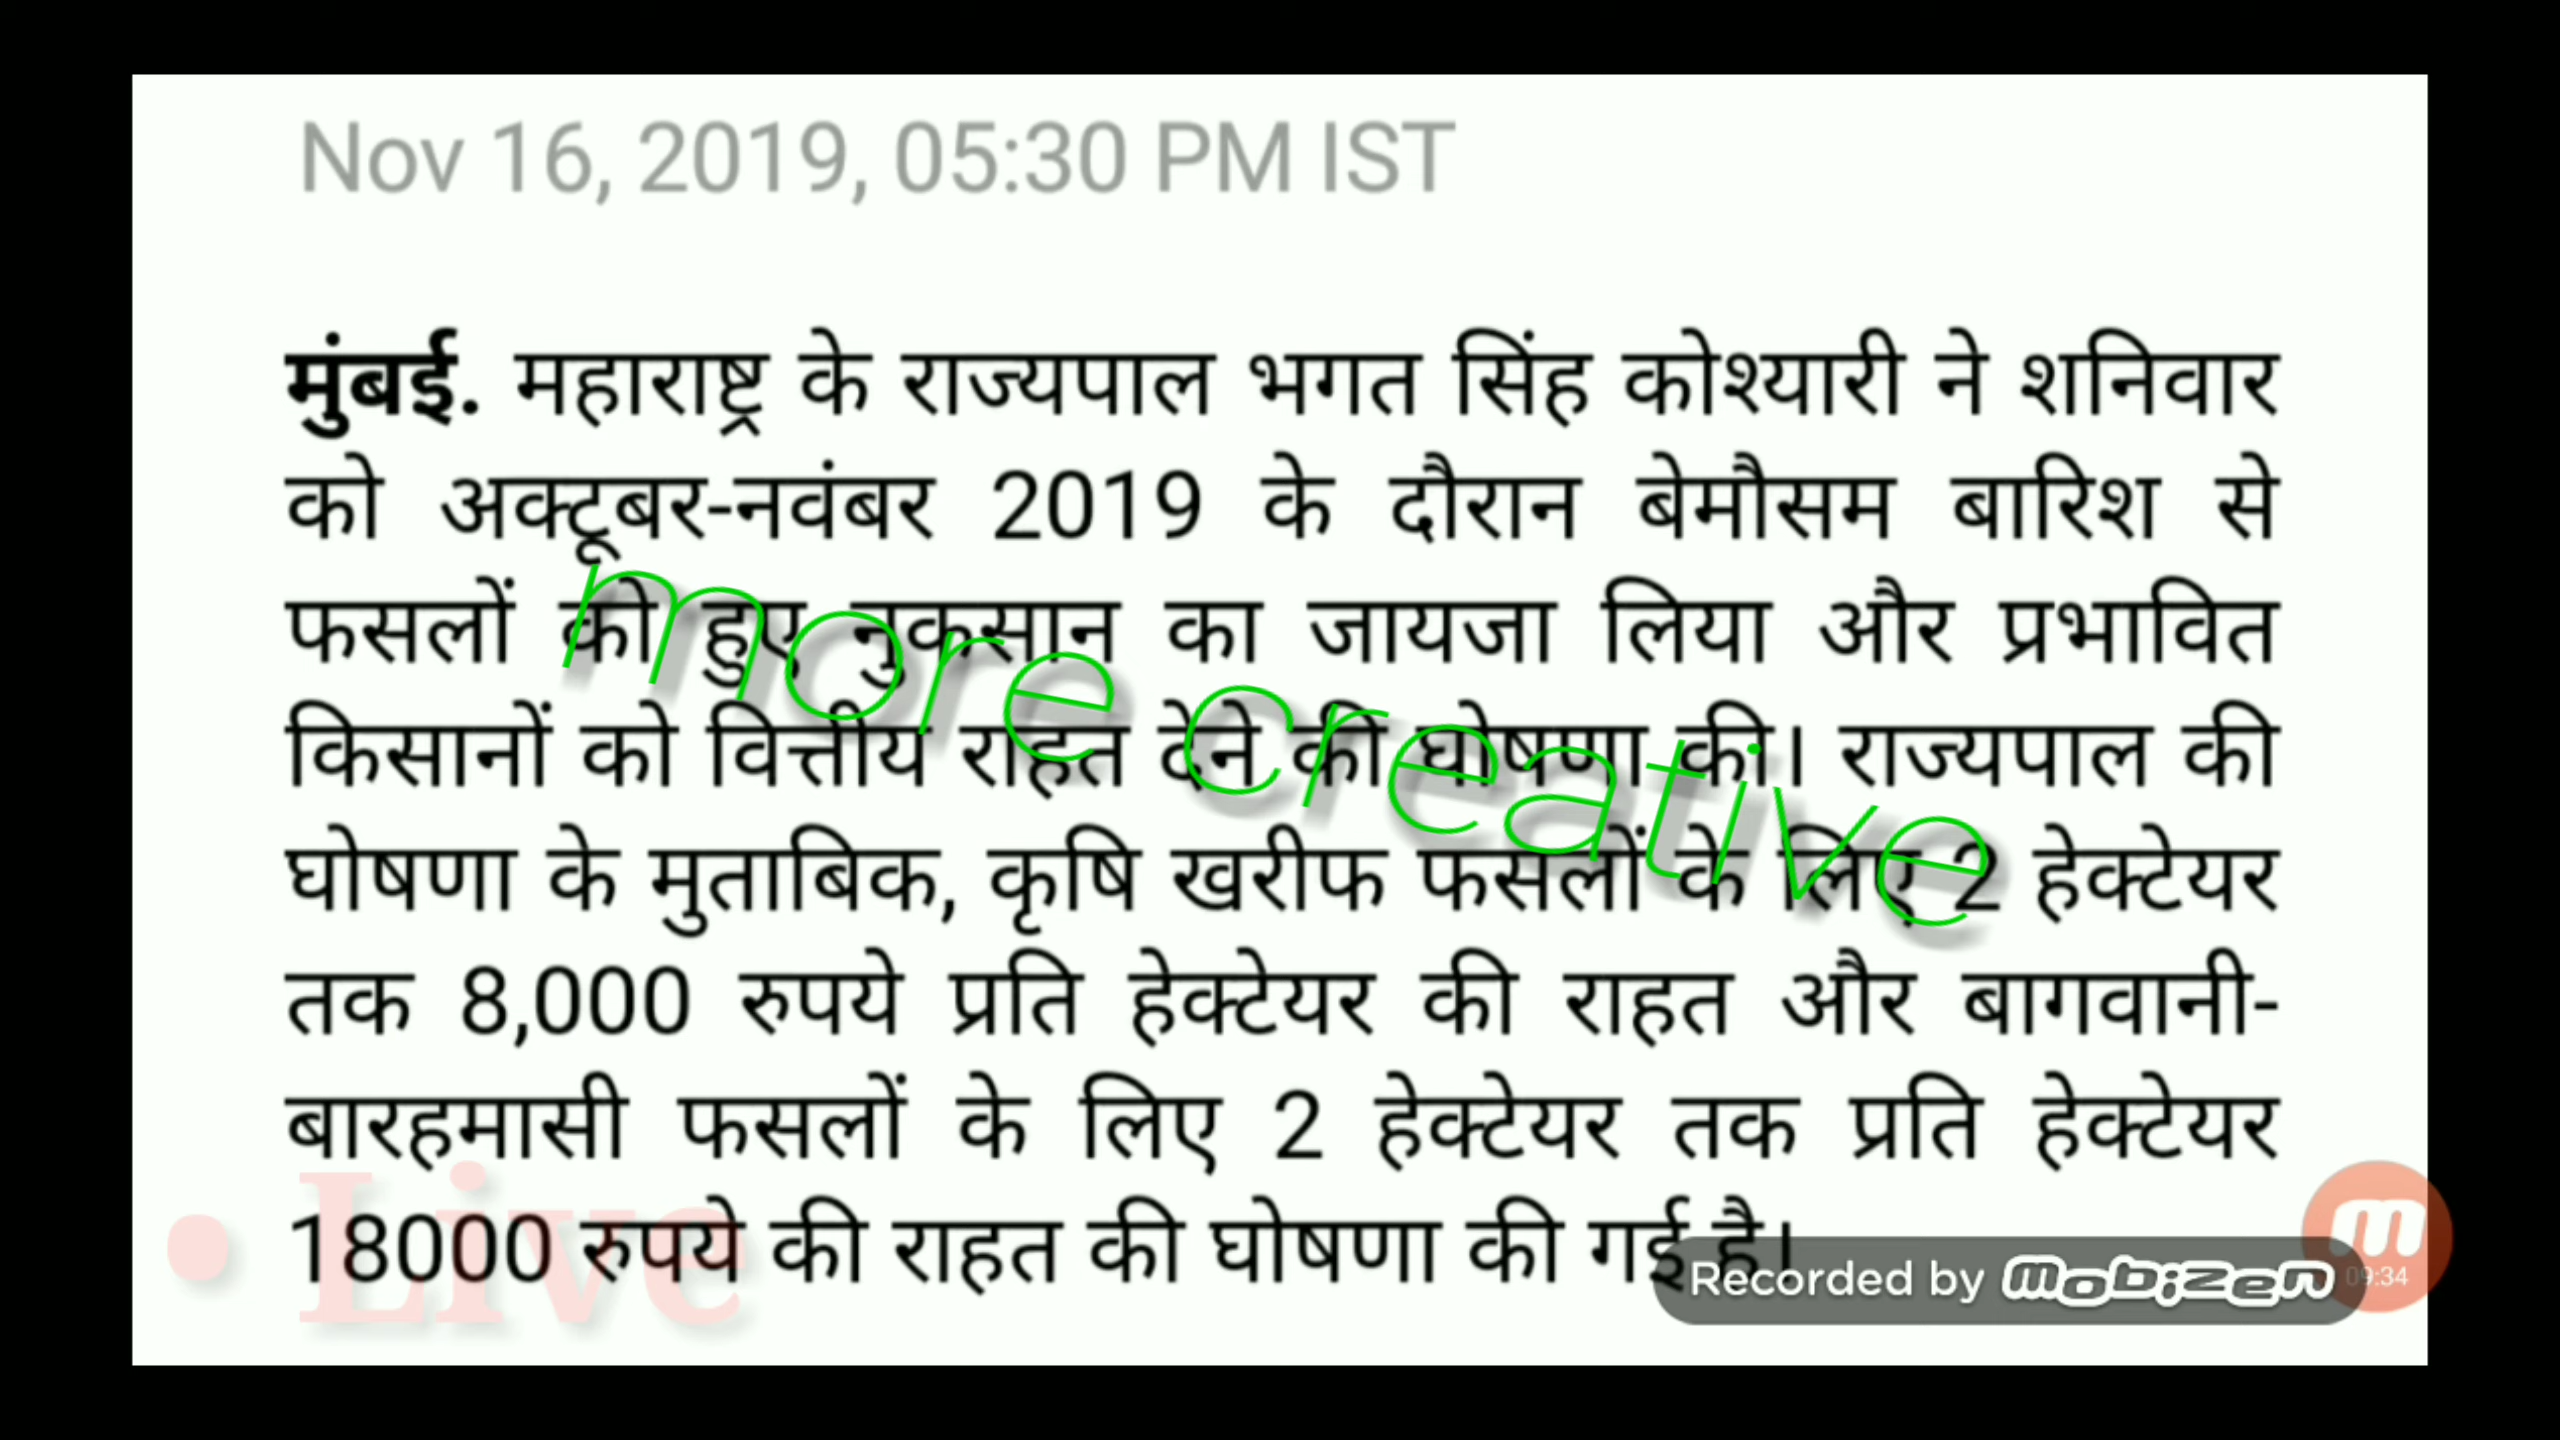 Nov 16, 2019, 05:30 PM IST
मुंबई. महाराष्ट्र के राज्यपाल भगत सिंह कोश्यारी ने शनिवार
को अक्टूबर-नवंबर 2019 के दौरान बेमौसम बारिश से
फसलों को हुए नुकसान का जायजा लिया और प्रभावित
किसानों को वित्तीय राहत देने की घोषणा की। राज्यपाल की
घोषणा के मुताबिक, कृषि खरीफ फसलों के लिए 2 हेक्टेयर
तक 8,000 रुपये प्रति हेक्टेयर की राहत और बागवानी-
बारहमासी फसलों के लिए 2 हेक्टेयर तक प्रति हेक्टेयर
18000 रुपये की राहत की घोषणा की गई है।
more creative
• Live
Recorded by mobizen
09:34